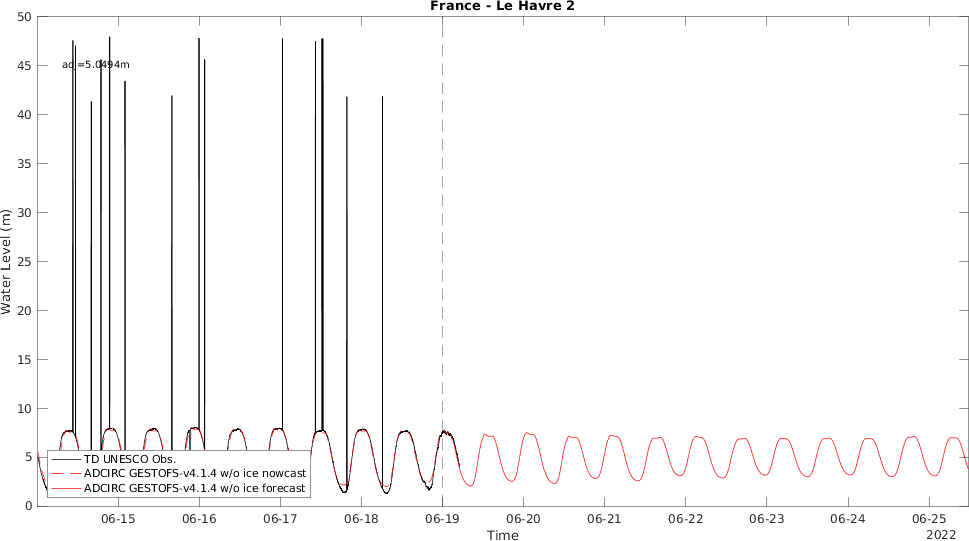 France - Le Havre 2
50
45
40
35
30
25
20
15
10
5
0
Water Level (m)
adj=5.0494m
TD UNESCO Obs.
ADCIRC GESTOFS-v4.1.4 w/o ice nowcast
ADCIRC GESTOFS-v4.1.4 w/o ice forecast
06-15 06-16 06-17 06-18 06-19 06-20 06-21 06-22 06-23 06-24 06-25
2022
Time